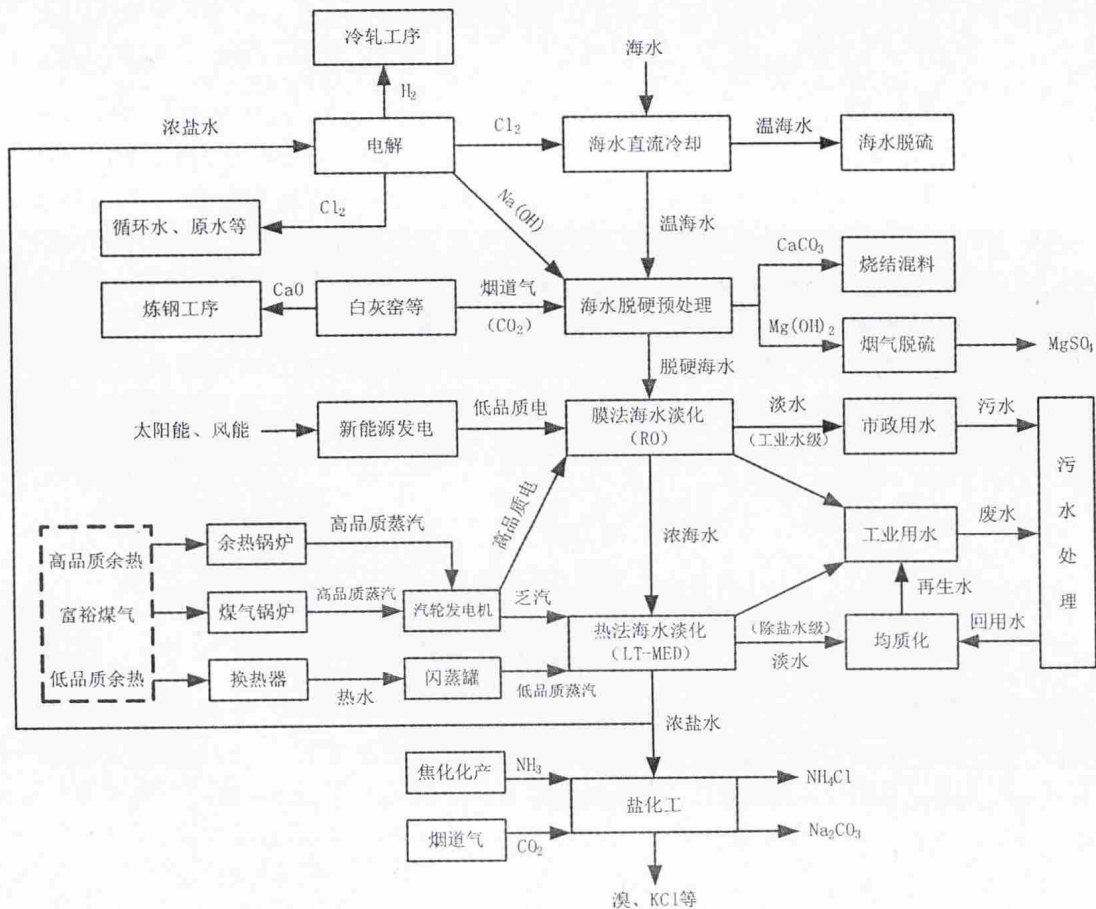 冷轧工序
海水
H₂
浓盐水
电解
Cl₂
海水直流冷却
温海水
海水脱硫
Cl₂
Na(OH)
温海水
循环水、原水等
CaCO₃
烧结混料
炼钢工序
CaO
白灰窑等
烟道气
(CO₂)
海水脱硬预处理
Mg(OH)₂
烟气脱硫
MgSO₄
脱硬海水
太阳能、风能
新能源发电
低品质电
膜法海水淡化
(RO)
淡水
(工业水级)
市政用水
污水
污水处理
高品质电
浓海水
工业用水
废水
高品质余热
余热锅炉
高品质蒸汽
再生水
富裕煤气
煤气锅炉
高品质蒸汽
汽轮发电机
乏汽
热法海水淡化
(LT-MED)
(除盐水级)
淡水
均质化
回用水
低品质余热
换热器
热水
闪蒸罐
低品质蒸汽
浓盐水
焦化化产
NH₃
NH₄Cl
盐化工
烟道气
CO₂
Na₂CO₃
溴、KCl等